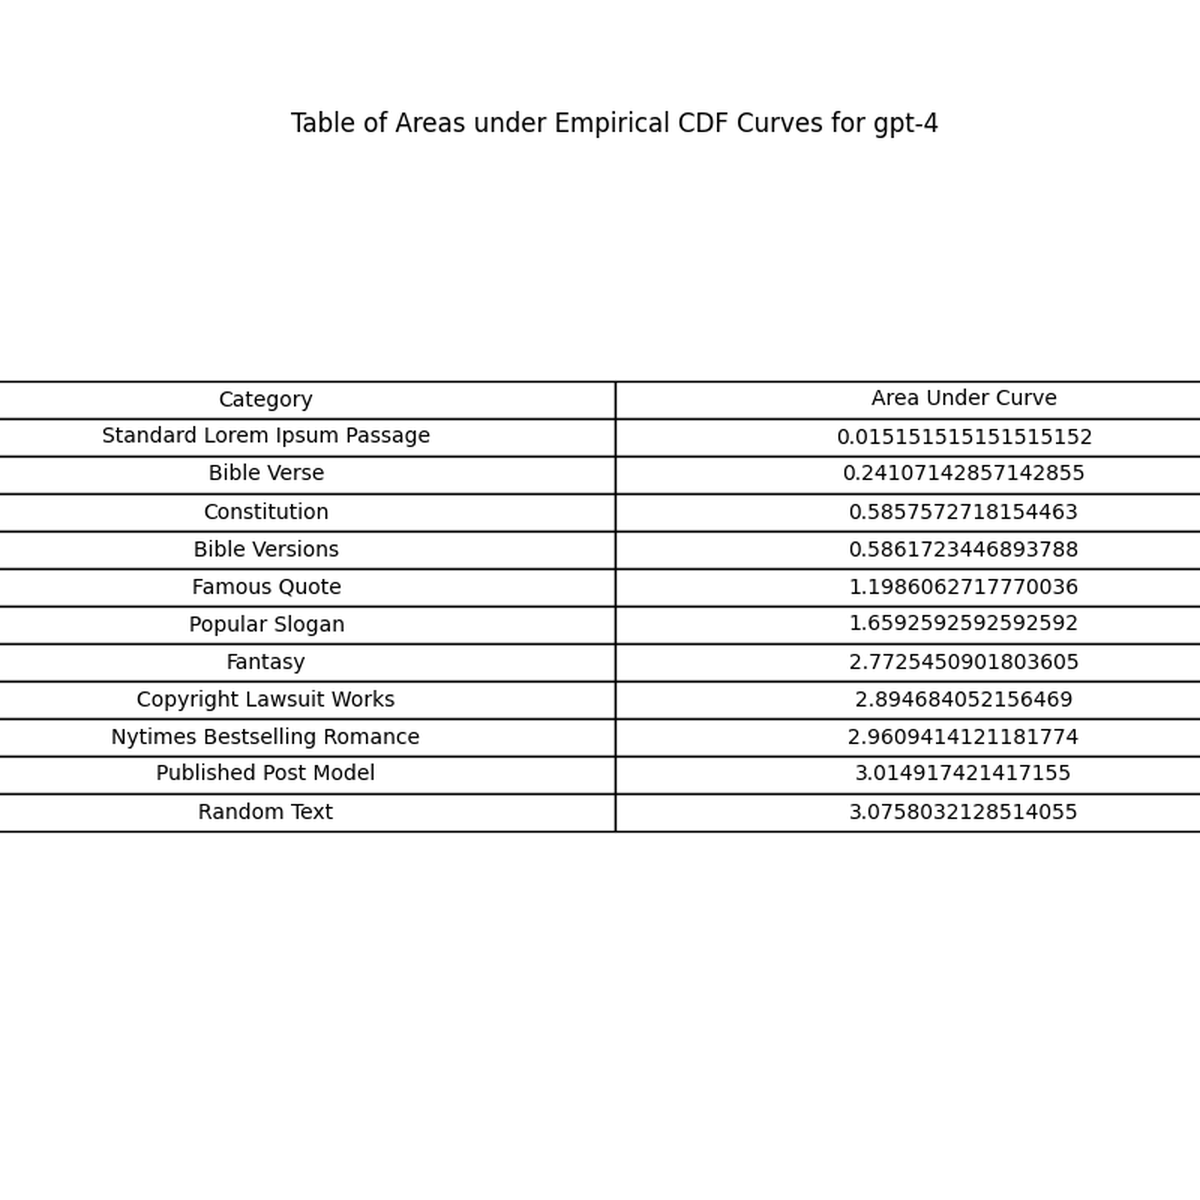 Table of Areas under Empirical CDF Curves for gpt-4
Category Area Under Curve
Standard Lorem Ipsum Passage 0.015151515151515152
Bible Verse 0.24107142857142855
Constitution 0.5857572718154463
Bible Versions 0.5861723446893788
Famous Quote 1.1986062717770036
Popular Slogan 1.6592592592592592
Fantasy 2.7725450901803605
Copyright Lawsuit Works 2.894684052156469
Nytimes Bestselling Romance 2.9609414121181774
Published Post Model 3.014917421417155
Random Text 3.0758032128514055